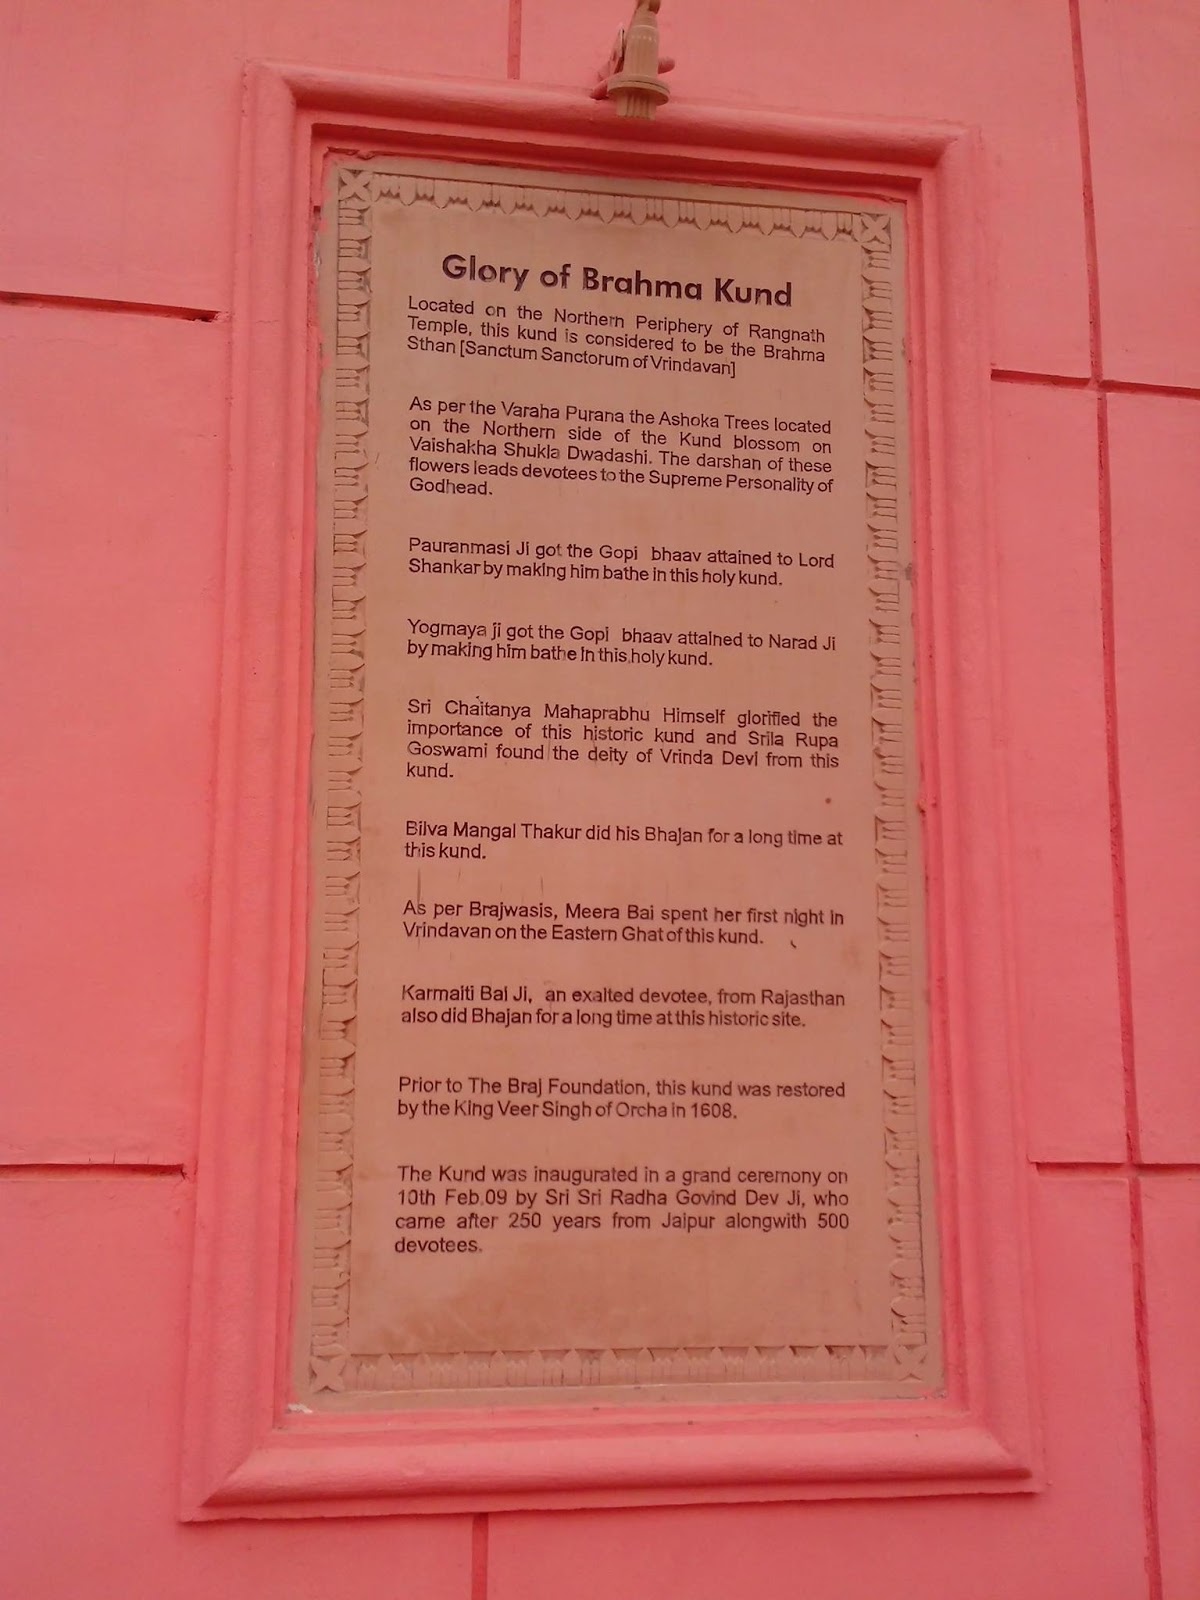 Glory of Brahma Kund
Located on the Northern Periphery of Rangnath
Temple, this kund is considered to be the Brahma
Sthan [Sanctum Sanctorum of Vrindavan]
As per the Varaha Purana the Ashoka Trees located
on the Northern side of the Kund blossom on
Vaishakha Shukla Dwadashi. The darshan of these
flowers leads devotees to the Supreme Personality of
Godhead.
Pauranmasi Ji got the Gopi bhaav attained to Lord
Shankar by making him bathe in this holy kund.
Yogmaya ji got the Gopi bhaav attained to Narad Ji
by making him bathe in this holy kund.
Sri Chaitanya Mahaprabhu Himself glorified the
importance of this historic kund and Srila Rupa
Goswami found the deity of Vrinda Devi from this
kund.
Bilva Mangal Thakur did his Bhajan for a long time at
this kund.
As per Brajwasis, Meera Bai spent her first night in
Vrindavan on the Eastern Ghat of this kund.
Karmaiti Bai Ji, an exalted devotee, from Rajasthan
also did Bhajan for a long time at this historic site.
Prior to The Braj Foundation, this kund was restored
by the King Veer Singh of Orcha in 1608.
The Kund was inaugurated in a grand ceremony on
10th Feb.09 by Sri Sri Radha Govind Dev Ji, who
came after 250 years from Jaipur alongwith 500
devotees.